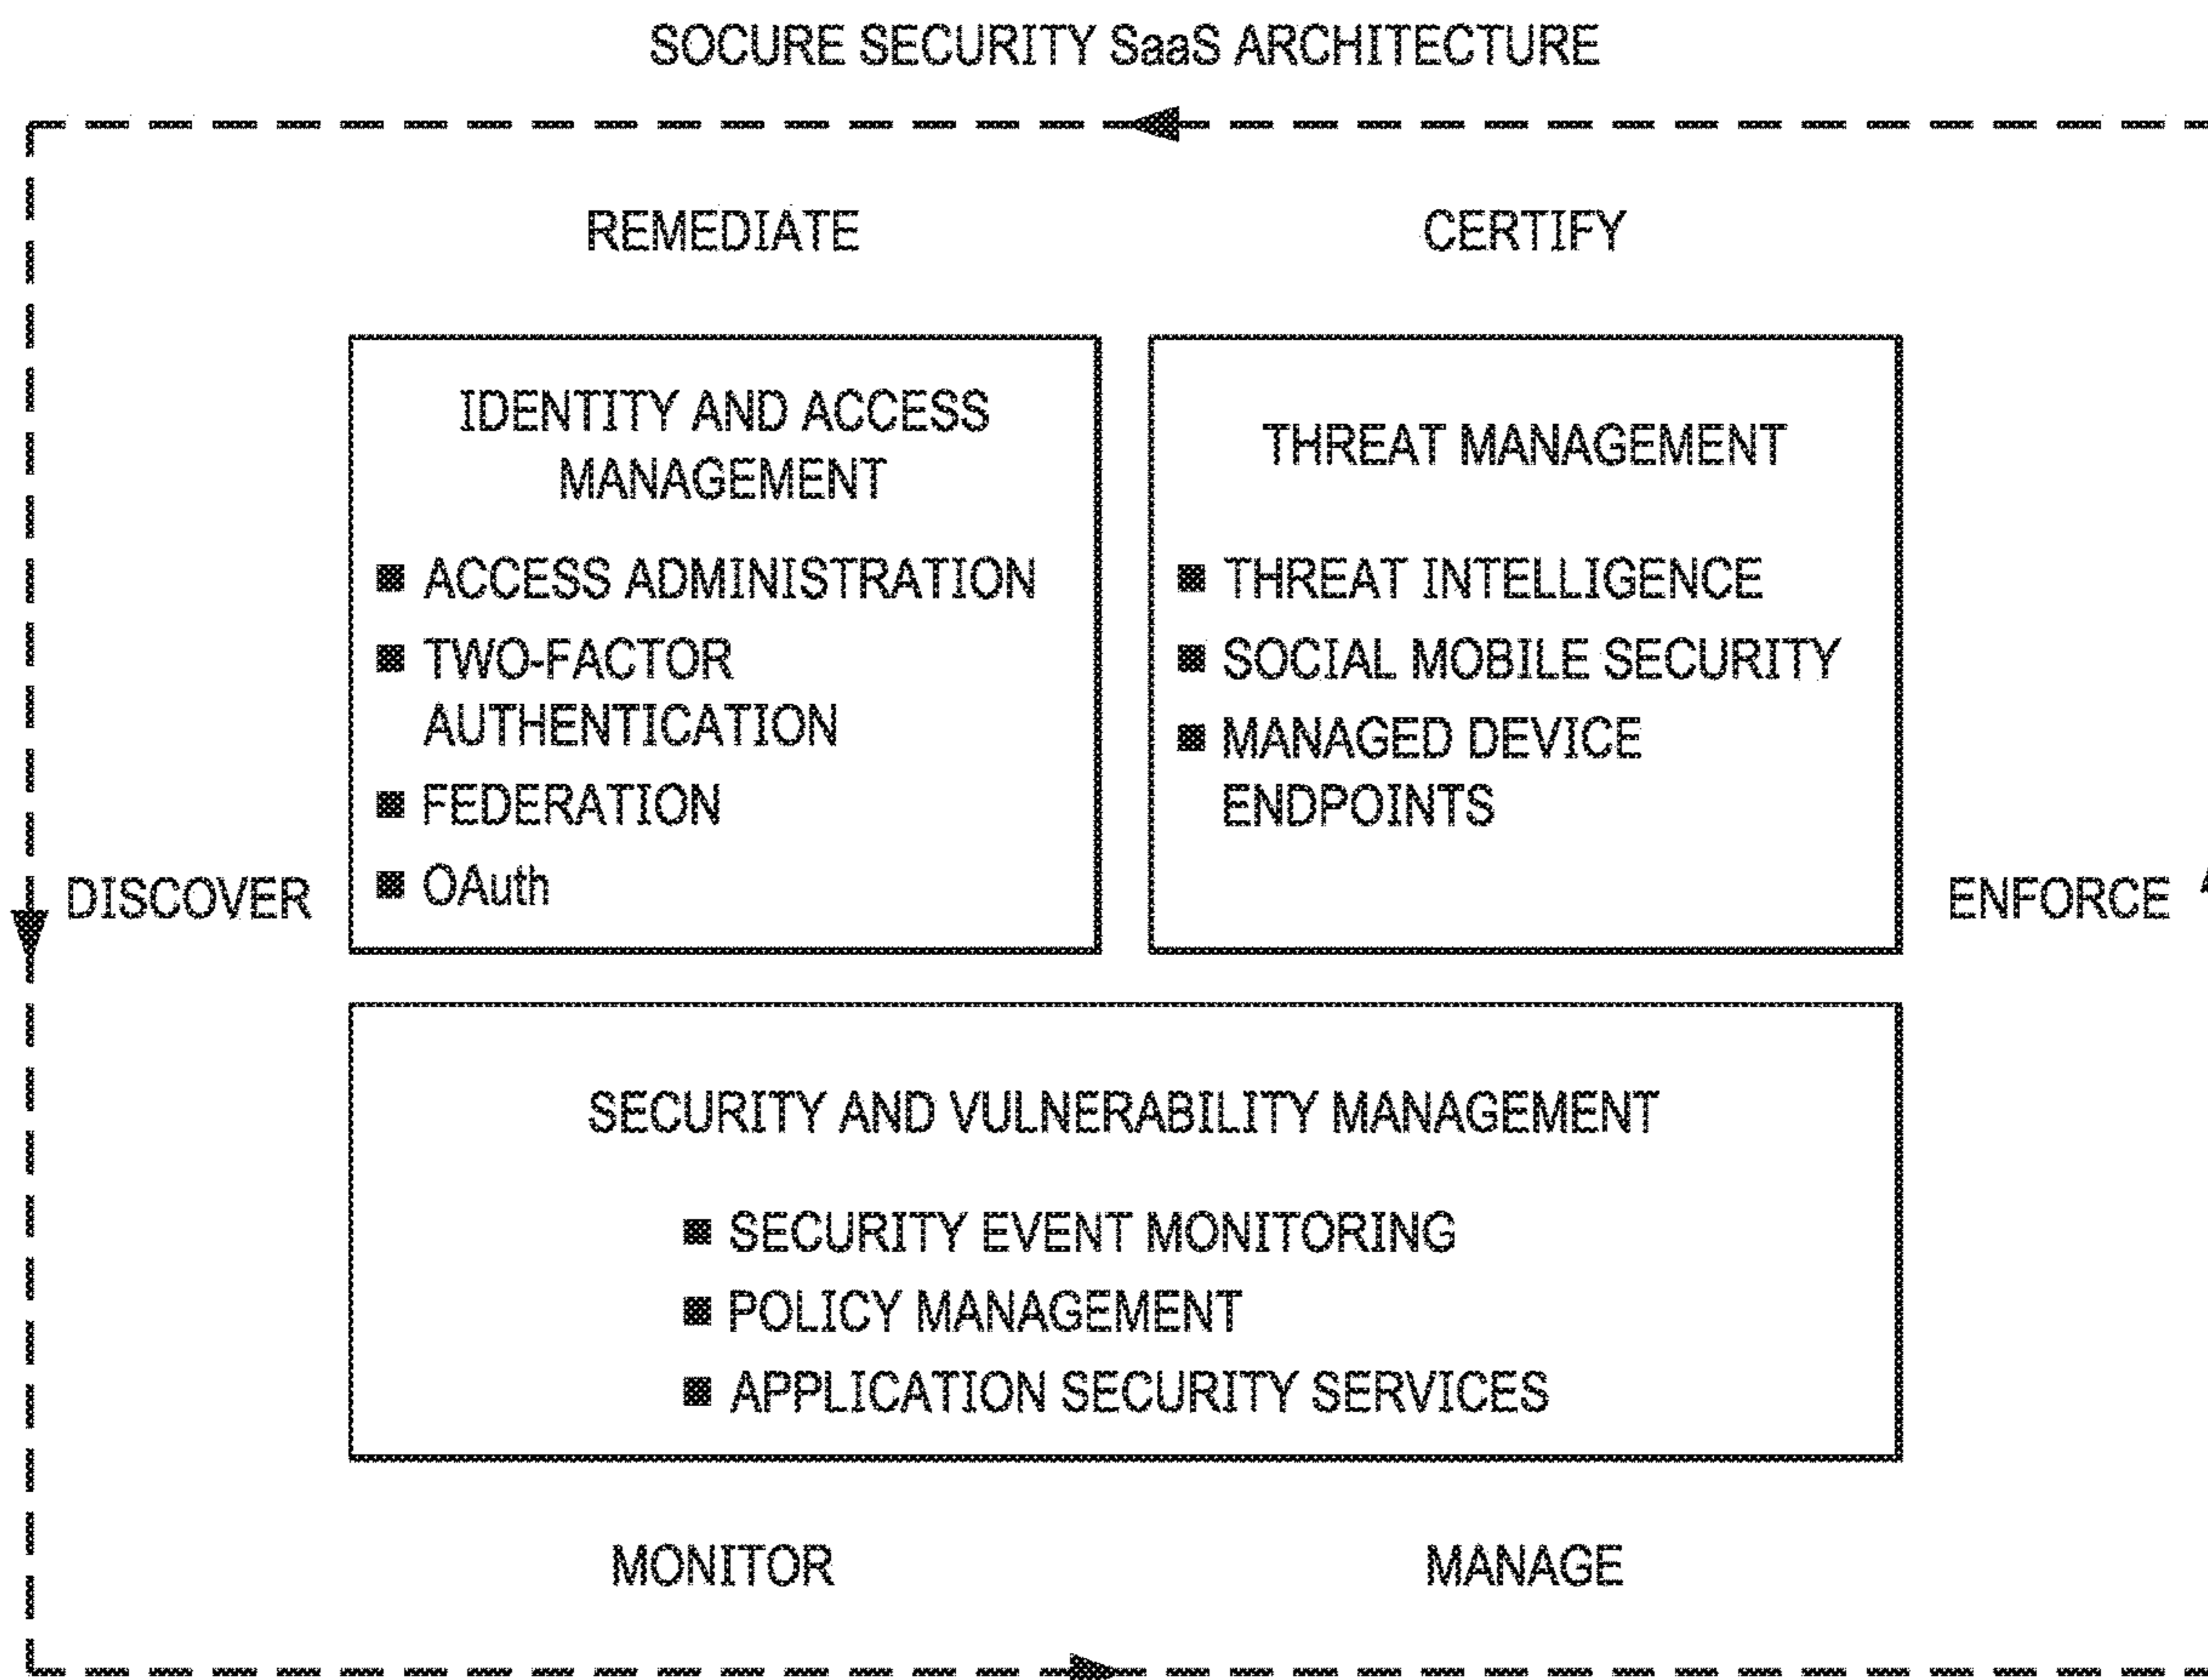 SOCURE SECURITY SaaS ARCHITECTURE
REMEDIATE
CERTIFY
IDENTITY AND ACCESS
MANAGEMENT
■ ACCESS ADMINISTRATION
■ TWO-FACTOR
AUTHENTICATION
■ FEDERATION
■ OAuth
THREAT MANAGEMENT
■ THREAT INTELLIGENCE
■ SOCIAL MOBILE SECURITY
■ MANAGED DEVICE
ENDPOINTS
DISCOVER
ENFORCE
SECURITY AND VULNERABILITY MANAGEMENT
■ SECURITY EVENT MONITORING
■ POLICY MANAGEMENT
■ APPLICATION SECURITY SERVICES
MONITOR
MANAGE